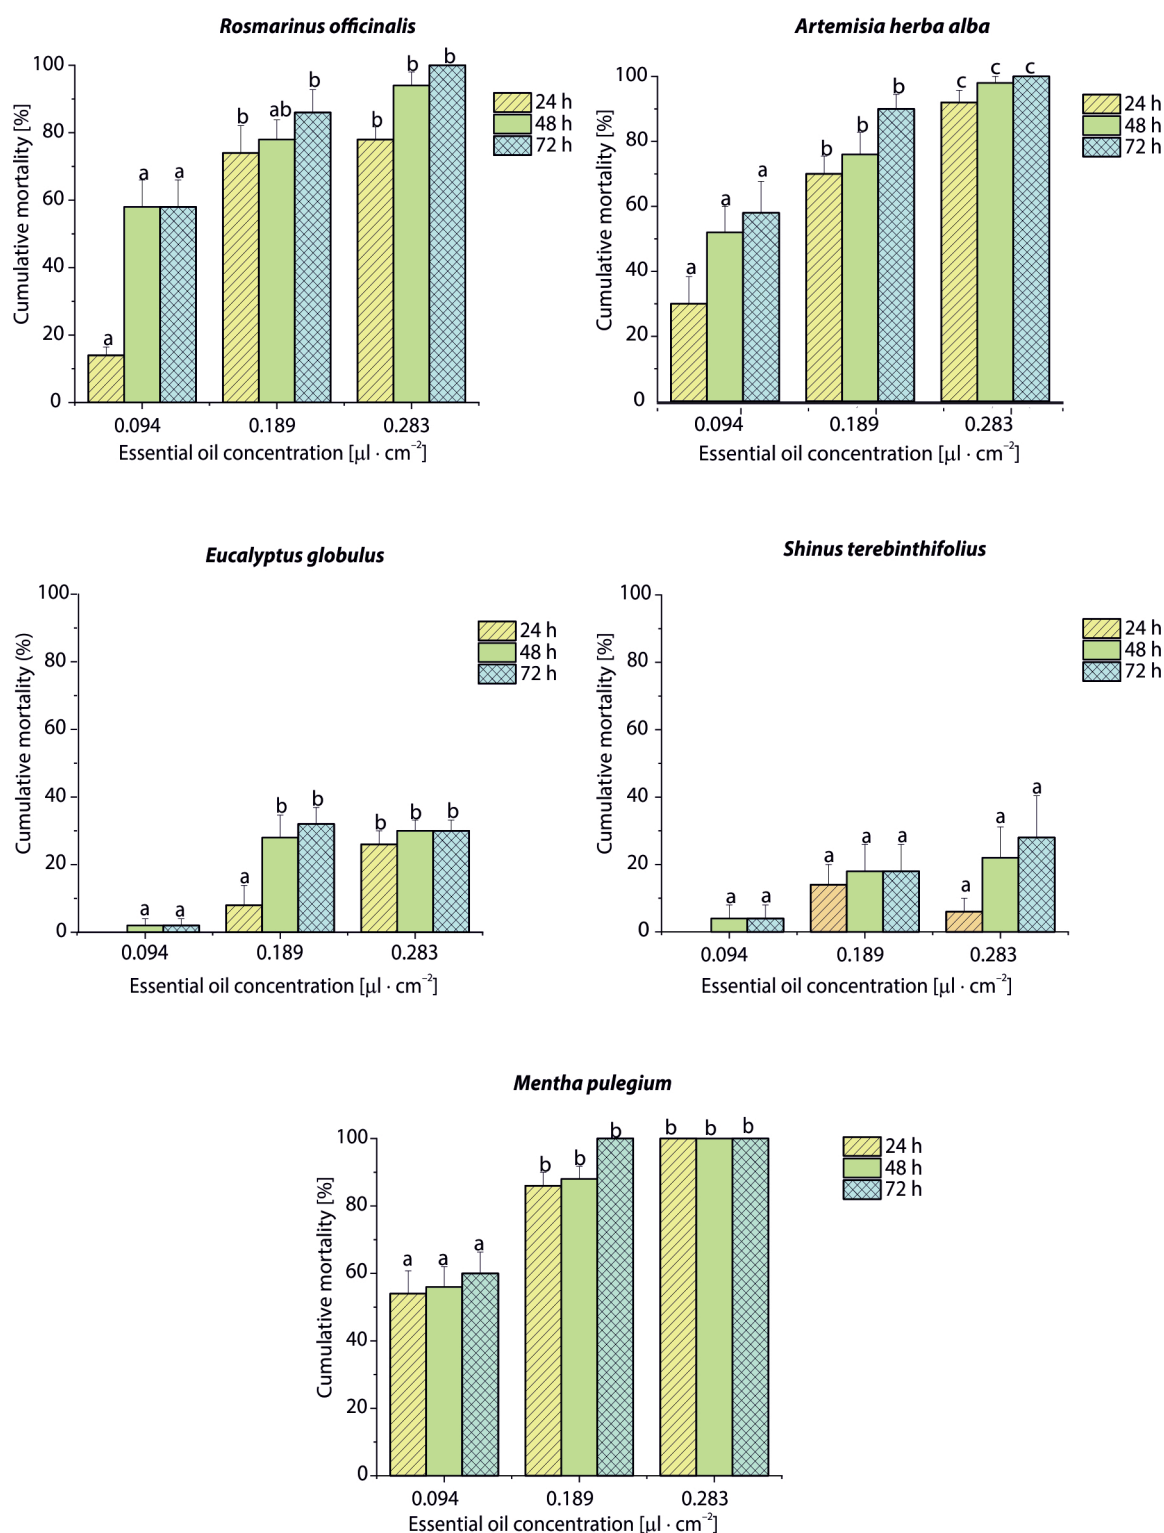 Rosmarinus officinalis
Cumulative mortality [%]
100
80
60
40
20
0
a
a
a
b
ab
b
b
b
b
24 h
48 h
72 h
0.094
0.189
0.283
Essential oil concentration [μl · cm⁻²]
Artemisia herba alba
Cumulative mortality [%]
100
80
60
40
20
0
a
a
a
b
b
b
c
c
c
24 h
48 h
72 h
0.094
0.189
0.283
Essential oil concentration [μl · cm⁻²]
Eucalyptus globulus
Cumulative mortality (%)
100
80
60
40
20
0
a
a
a
b
b
b
b
b
24 h
48 h
72 h
0.094
0.189
0.283
Essential oil concentration [μl · cm⁻²]
Shinus terebinthifolius
Cumulative mortality [%]
100
80
60
40
20
0
a
a
a
a
a
a
a
a
24 h
48 h
72 h
0.094
0.189
0.283
Essential oil concentration [μl · cm⁻²]
Mentha pulegium
Cumulative mortality [%]
100
80
60
40
20
0
a
a
a
b
b
b
b
b
b
24 h
48 h
72 h
0.094
0.189
0.283
Essential oil concentration [μl · cm⁻²]